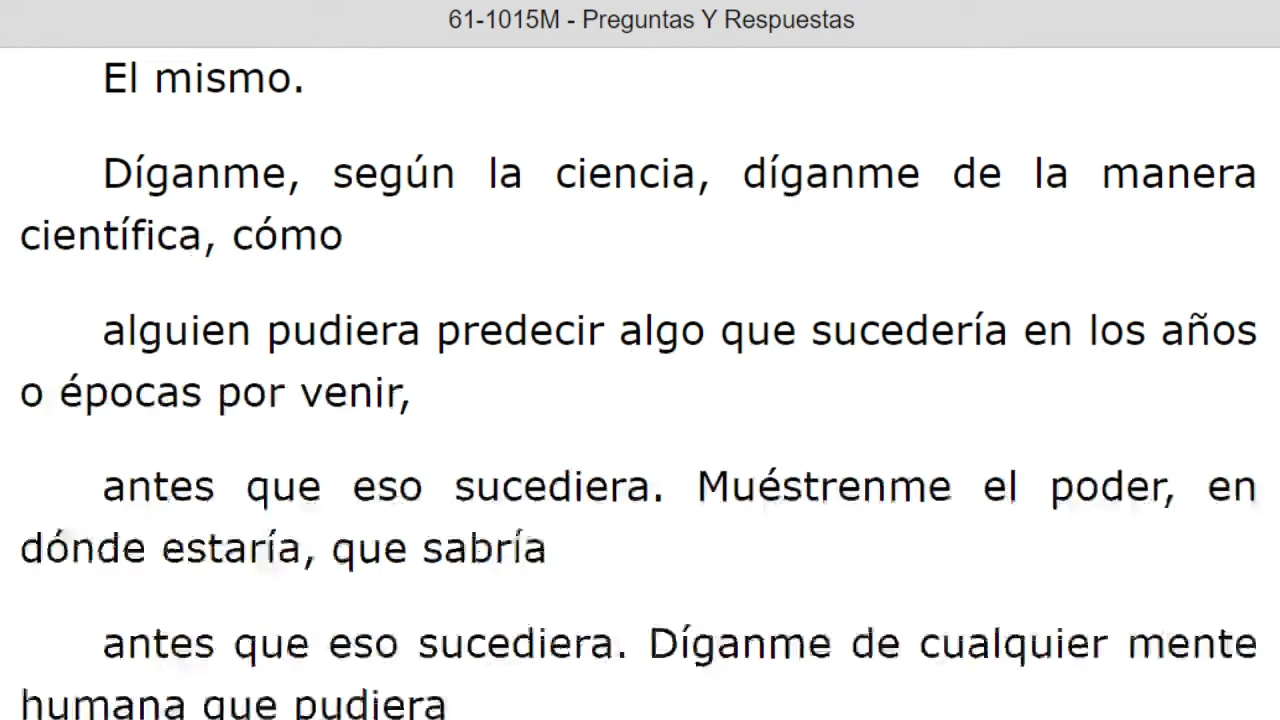 61-1015M - Preguntas Y Respuestas
El mismo.
Díganme, según la ciencia, díganme de la manera
científica, cómo
alguien pudiera predecir algo que sucedería en los años
o épocas por venir,
antes que eso sucediera. Muéstrenme el poder, en
dónde estaría, que sabría
antes que eso sucediera. Díganme de cualquier mente
humana que pudiera